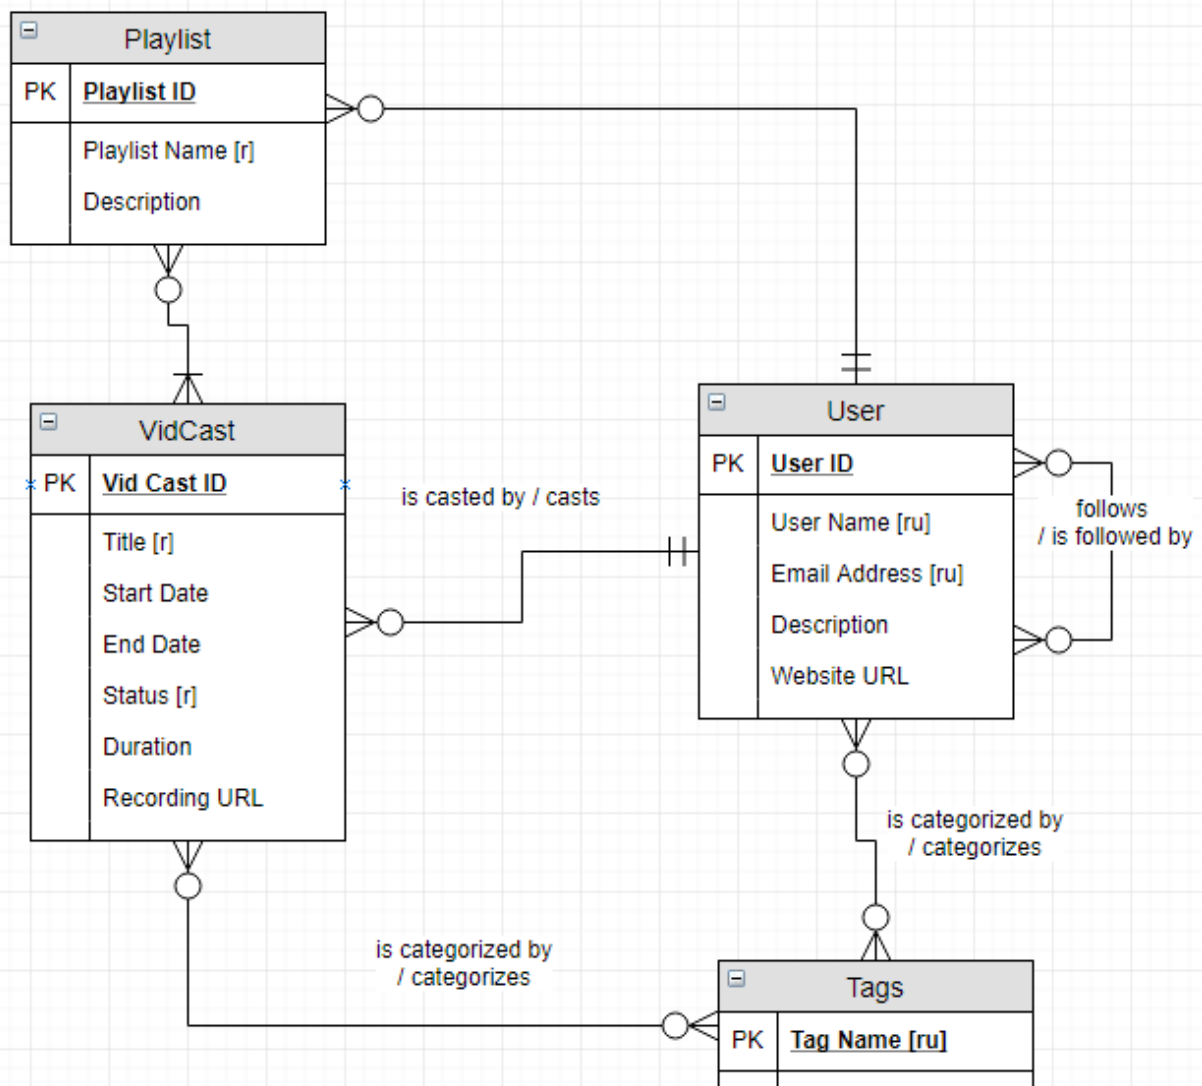 Playlist
PK Playlist ID
Playlist Name [r]
Description
VidCast
PK Vid Cast ID
Title [r]
Start Date
End Date
Status [r]
Duration
Recording URL
is casted by / casts
User
PK User ID
User Name [ru]
Email Address [ru]
Description
Website URL
follows
/ is followed by
is categorized by
/ categorizes
is categorized by
/ categorizes
Tags
PK Tag Name [ru]